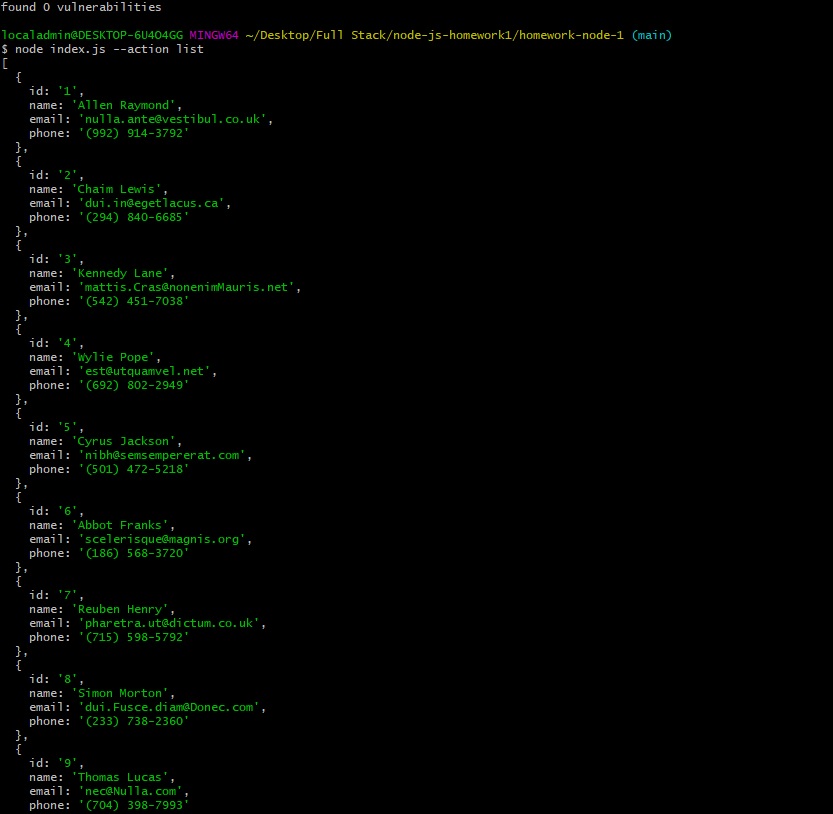 found 0 vulnerabilities
localadmin@DESKTOP-6U4O4GG MINGW64 ~/Desktop/Full Stack/node-js-homework1/homework-node-1 (main)
$ node index.js --action list
[
  {
    id: '1',
    name: 'Allen Raymond',
    email: 'nulla.ante@vestibul.co.uk',
    phone: '(992) 914-3792'
  },
  {
    id: '2',
    name: 'Chaim Lewis',
    email: 'dui.in@egetlacus.ca',
    phone: '(294) 840-6685'
  },
  {
    id: '3',
    name: 'Kennedy Lane',
    email: 'mattis.Cras@nonenimMauris.net',
    phone: '(542) 451-7038'
  },
  {
    id: '4',
    name: 'Wylie Pope',
    email: 'est@utquamvel.net',
    phone: '(692) 802-2949'
  },
  {
    id: '5',
    name: 'Cyrus Jackson',
    email: 'nibh@semsempererat.com',
    phone: '(501) 472-5218'
  },
  {
    id: '6',
    name: 'Abbot Franks',
    email: 'scelerisque@magnis.org',
    phone: '(186) 568-3720'
  },
  {
    id: '7',
    name: 'Reuben Henry',
    email: 'pharetra.ut@dictum.co.uk',
    phone: '(715) 598-5792'
  },
  {
    id: '8',
    name: 'Simon Morton',
    email: 'dui.Fusce.diam@Donec.com',
    phone: '(233) 738-2360'
  },
  {
    id: '9',
    name: 'Thomas Lucas',
    email: 'nec@Nulla.com',
    phone: '(704) 398-7993'